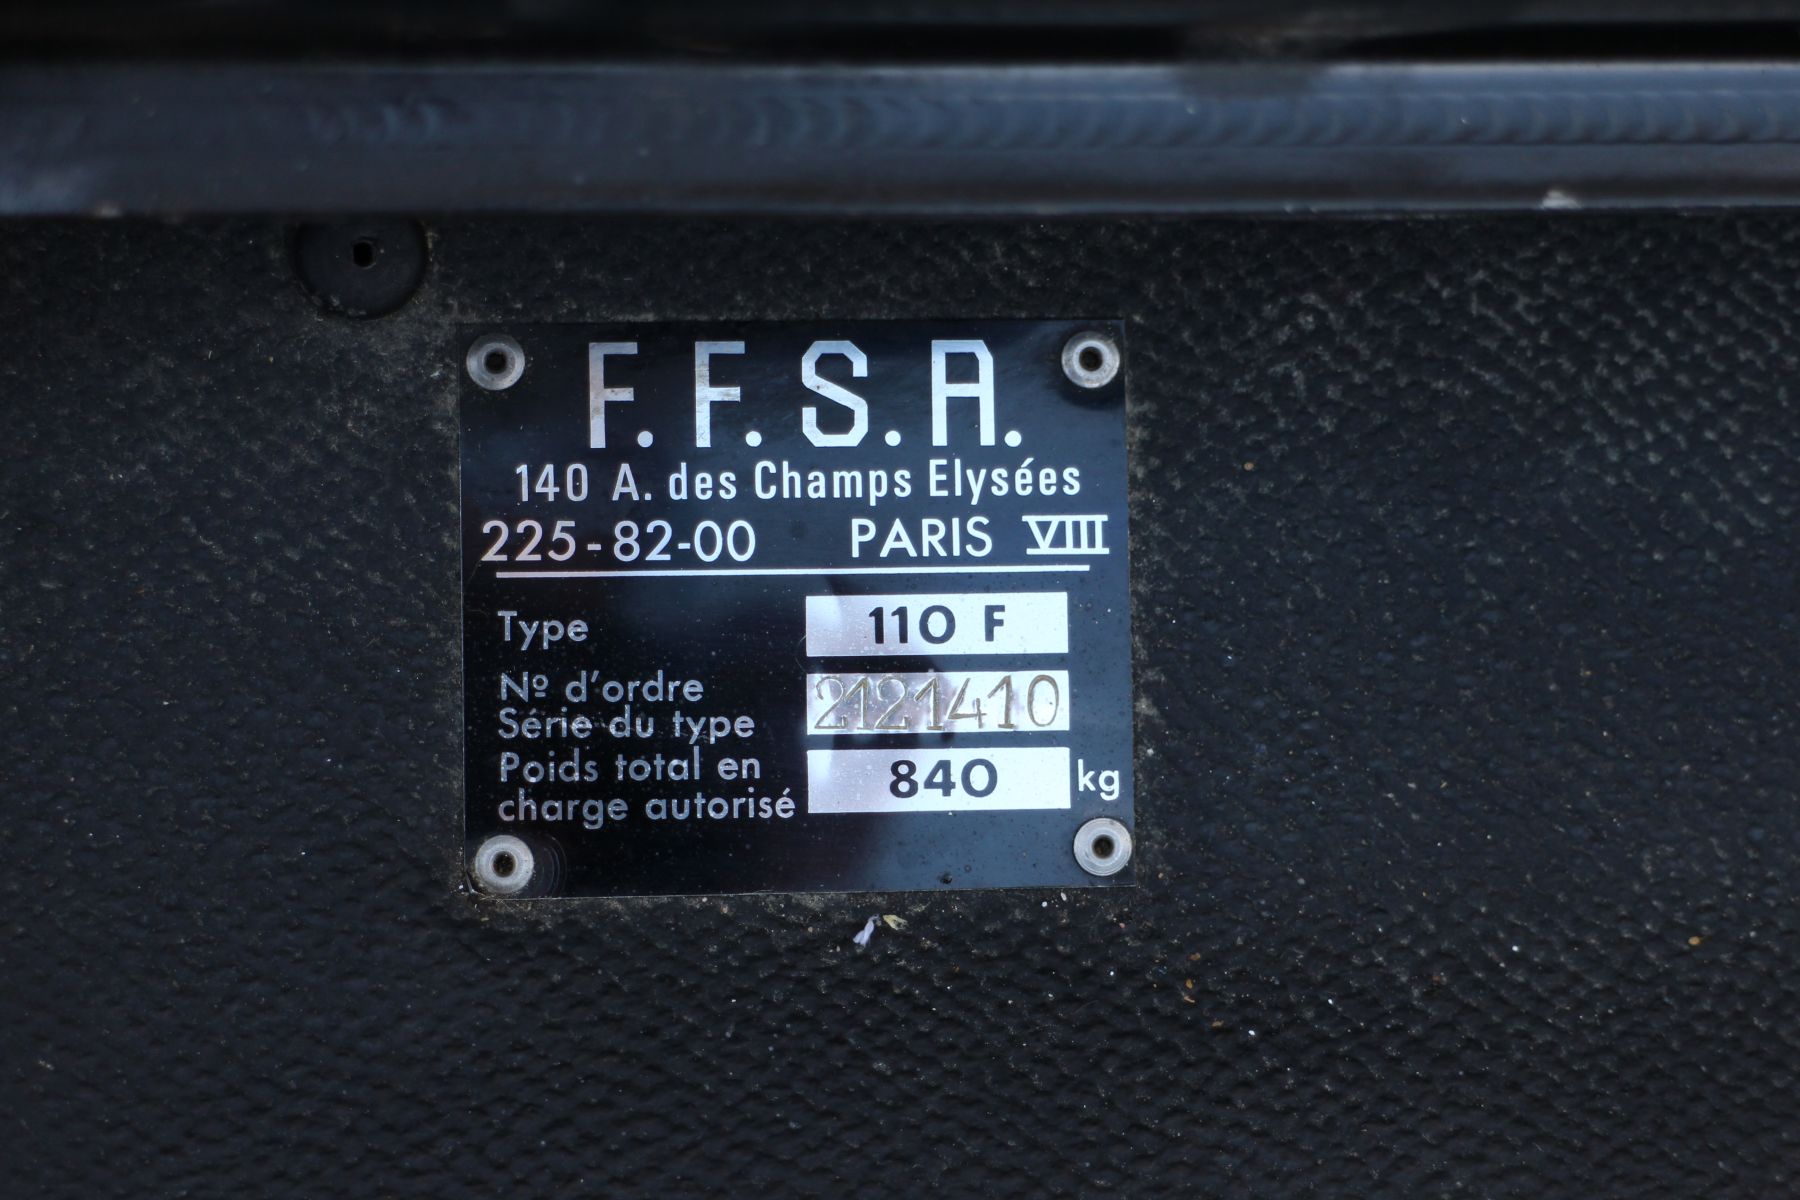 F.F.S.A.
140 A. des Champs Elysées
225-82-00 PARIS VIII
Type 110 F
Nº d'ordre
Série du type 2121410
Poids total en
charge autorisé 840 kg